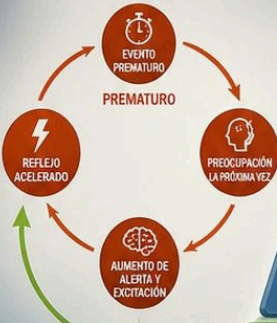 EVENTO
PREMATURO
PREMATURO
PREOCUPACIÓN
LA PRÓXIMA VEZ
AUMENTO DE
ALERTA Y
EXCITACIÓN
REFLEJO
ACELERADO